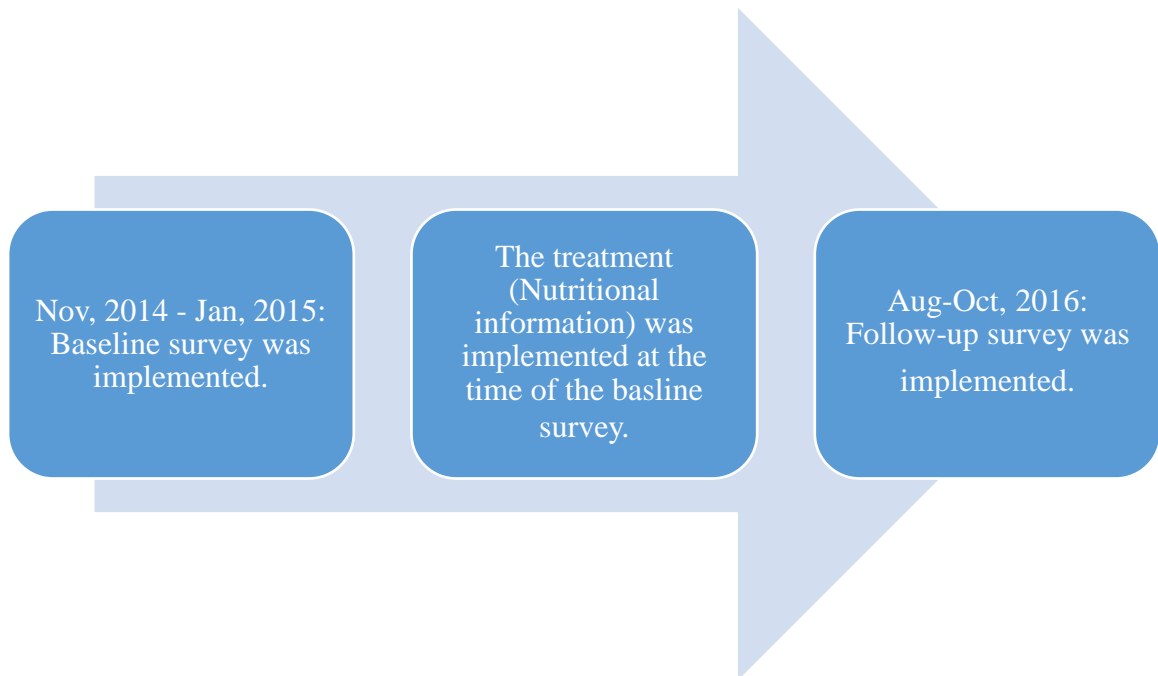 Nov, 2014 - Jan, 2015:
Baseline survey was
implemented.
The treatment
(Nutritional
information) was
implemented at the
time of the basline
survey.
Aug-Oct, 2016:
Follow-up survey was
implemented.